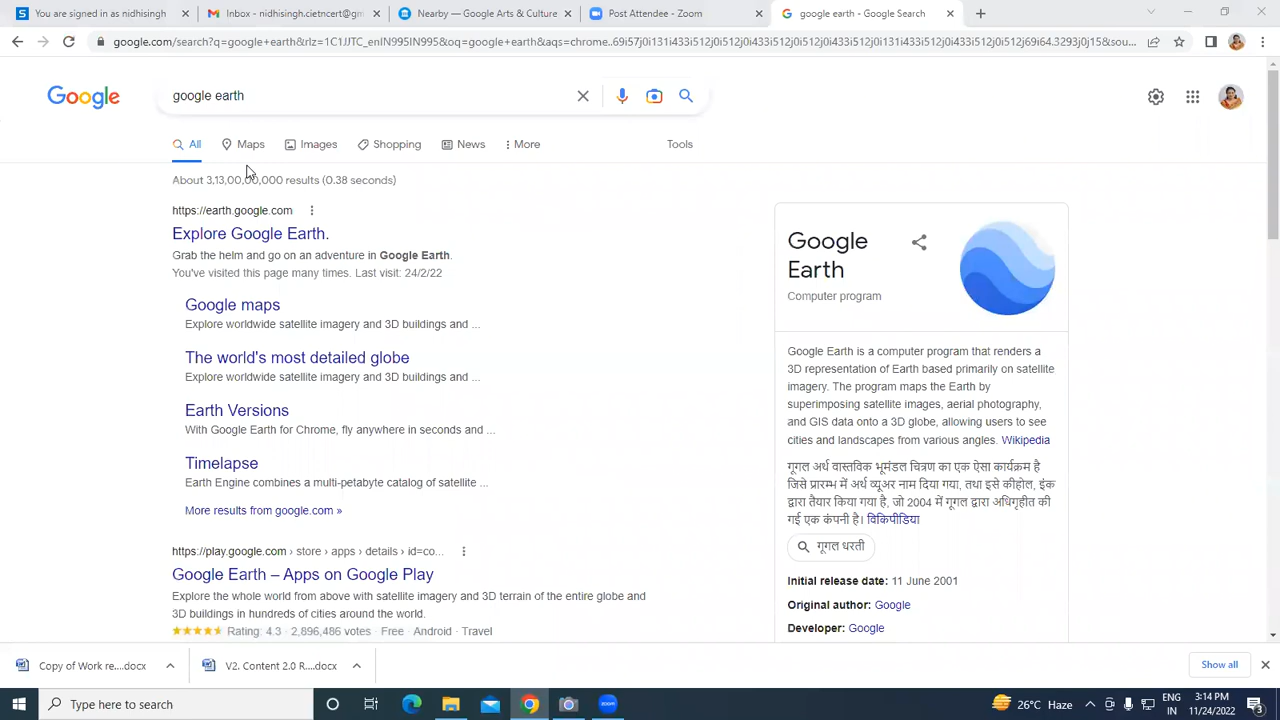 You are signed in as nidhisingh
Inbox - nidhisingh.cietncert@gm
Nearby — Google Arts & Culture
Post Attendee - Zoom
google earth - Google Search
google.com/search?q=google+earth&rlz=1C1JJTC_enIN995IN995&oq=google+earth&aqs=chrome..69i57j0i131i433i512j0i512j0i131i433i512j0i512j0i131i433i512j0i512j0i512j69i64.3293j0j15&sou...
Google
google earth
All
Maps
Images
Shopping
News
More
Tools
About 3,13,00,00,000 results (0.38 seconds)
https://earth.google.com
Explore Google Earth.
Grab the helm and go on an adventure in Google Earth.
You've visited this page many times. Last visit: 24/2/22
Google maps
Explore worldwide satellite imagery and 3D buildings and ...
The world's most detailed globe
Explore worldwide satellite imagery and 3D buildings and ...
Earth Versions
With Google Earth for Chrome, fly anywhere in seconds and ...
Timelapse
Earth Engine combines a multi-petabyte catalog of satellite ...
More results from google.com »
https://play.google.com › store › apps › details › id=co...
Google Earth – Apps on Google Play
Explore the whole world from above with satellite imagery and 3D terrain of the entire globe and
3D buildings in hundreds of cities around the world.
Rating: 4.3 · 2,896,486 votes · Free · Android · Travel
Google
Earth
Computer program
Google Earth is a computer program that renders a
3D representation of Earth based primarily on satellite
imagery. The program maps the Earth by
superimposing satellite images, aerial photography,
and GIS data onto a 3D globe, allowing users to see
cities and landscapes from various angles. Wikipedia
गूगल अर्थ वास्तविक भूमंडल चित्रण का एक ऐसा कार्यक्रम है
जिसे प्रारम्भ में अर्थ व्यूअर नाम दिया गया, तथा इसे कीहोल, इंक
द्वारा तैयार किया गया है, जो 2004 में गूगल द्वारा अधिगृहीत की
गई एक कंपनी है। विकिपीडिया
गूगल धरती
Initial release date: 11 June 2001
Original author: Google
Developer: Google
Copy of Work re....docx
V2. Content 2.0 R....docx
Show all
Type here to search
zoom
26°C Haze
ENG
IN
3:14 PM
11/24/2022
3